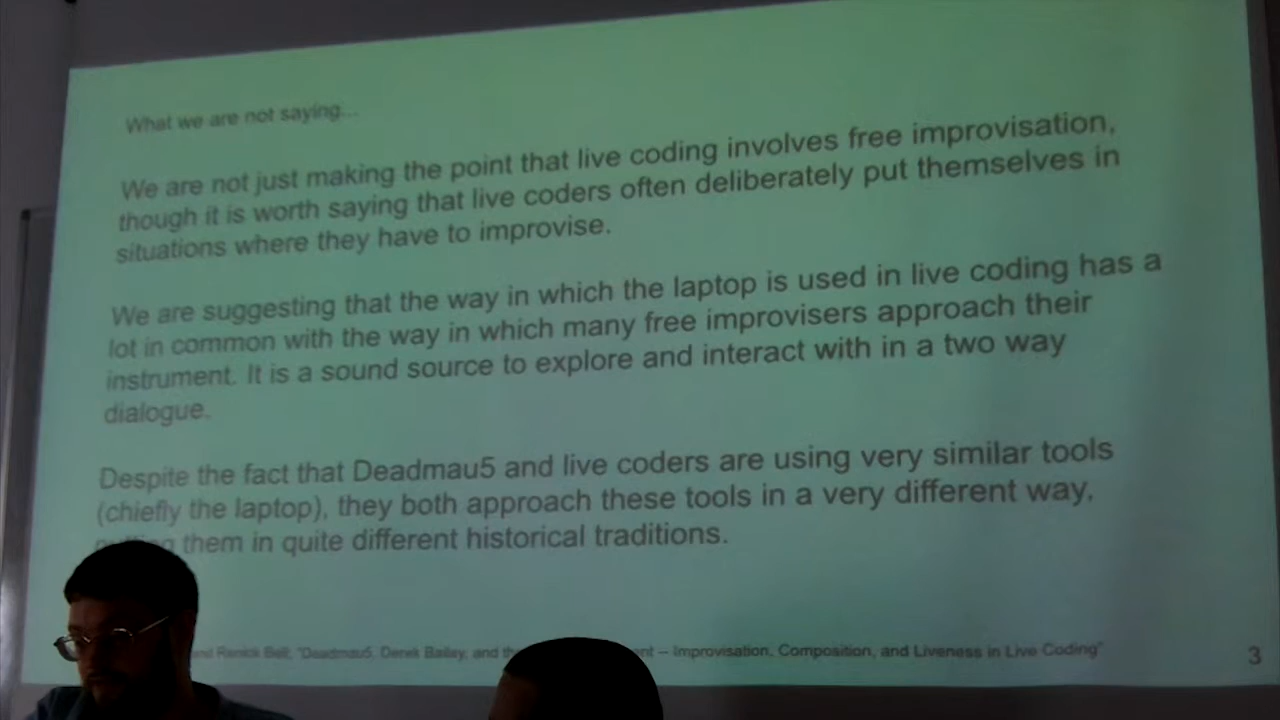 What we are not saying...
We are not just making the point that live coding involves free improvisation,
though it is worth saying that live coders often deliberately put themselves in
situations where they have to improvise.
We are suggesting that the way in which the laptop is used in live coding has a
lot in common with the way in which many free improvisers approach their
instrument. It is a sound source to explore and interact with in a two way
dialogue.
Despite the fact that Deadmau5 and live coders are using very similar tools
(chiefly the laptop), they both approach these tools in a very different way,
them in quite different historical traditions.
and Renick Bell; "Deadmau5, Derek Bailey, and – Improvisation, Composition, and Liveness in Live Coding"
3